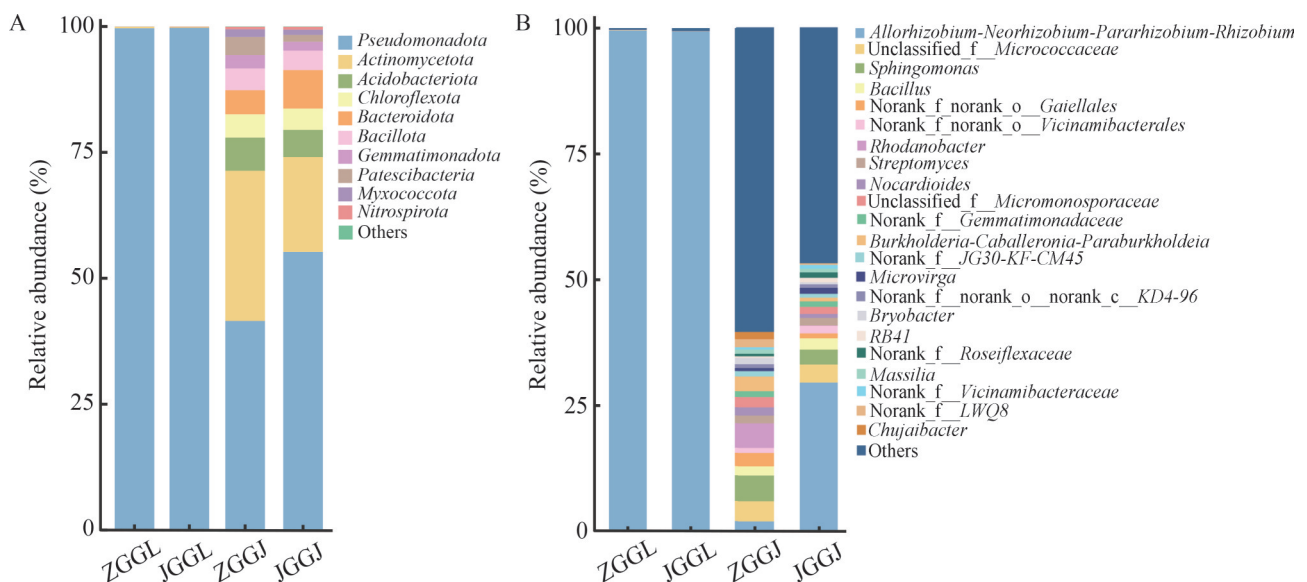 A
Relative abundance (%)
100
75
50
25
0
ZGGL
JGGL
ZGGJ
JGGJ
Pseudomonadota
Actinomycetota
Acidobacteriota
Chloroflexota
Bacteroidota
Bacillota
Gemmatimonadota
Patescibacteria
Myxococcota
Nitrospirota
Others
B
Relative abundance (%)
100
75
50
25
0
ZGGL
JGGL
ZGGJ
JGGJ
Allorhizobium-Neorhizobium-Pararhizobium-Rhizobium
Unclassified_f__Micrococcaceae
Sphingomonas
Bacillus
Norank_f_norank_o__Gaiellales
Norank_f_norank_o__Vicinamibacterales
Rhodanobacter
Streptomyces
Nocardioides
Unclassified_f__Micromonosporaceae
Norank_f__Gemmatimonadaceae
Burkholderia-Caballeronia-Paraburkholdeia
Norank_f__JG30-KF-CM45
Microvirga
Norank_f__norank_o__norank_c__KD4-96
Bryobacter
RB41
Norank_f__Roseiflexaceae
Massilia
Norank_f__Vicinamibacteraceae
Norank_f__LWQ8
Chujaibacter
Others